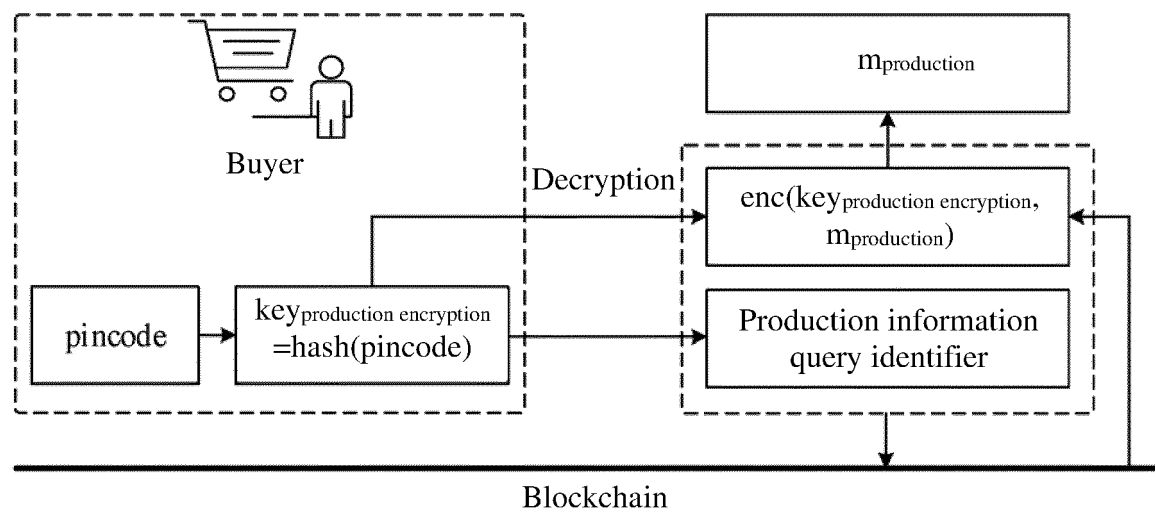 Buyer
pincode
keyproduction encryption
=hash(pincode)
Decryption
mproduction
enc(keyproduction encryption,
mproduction)
Production information
query identifier
Blockchain